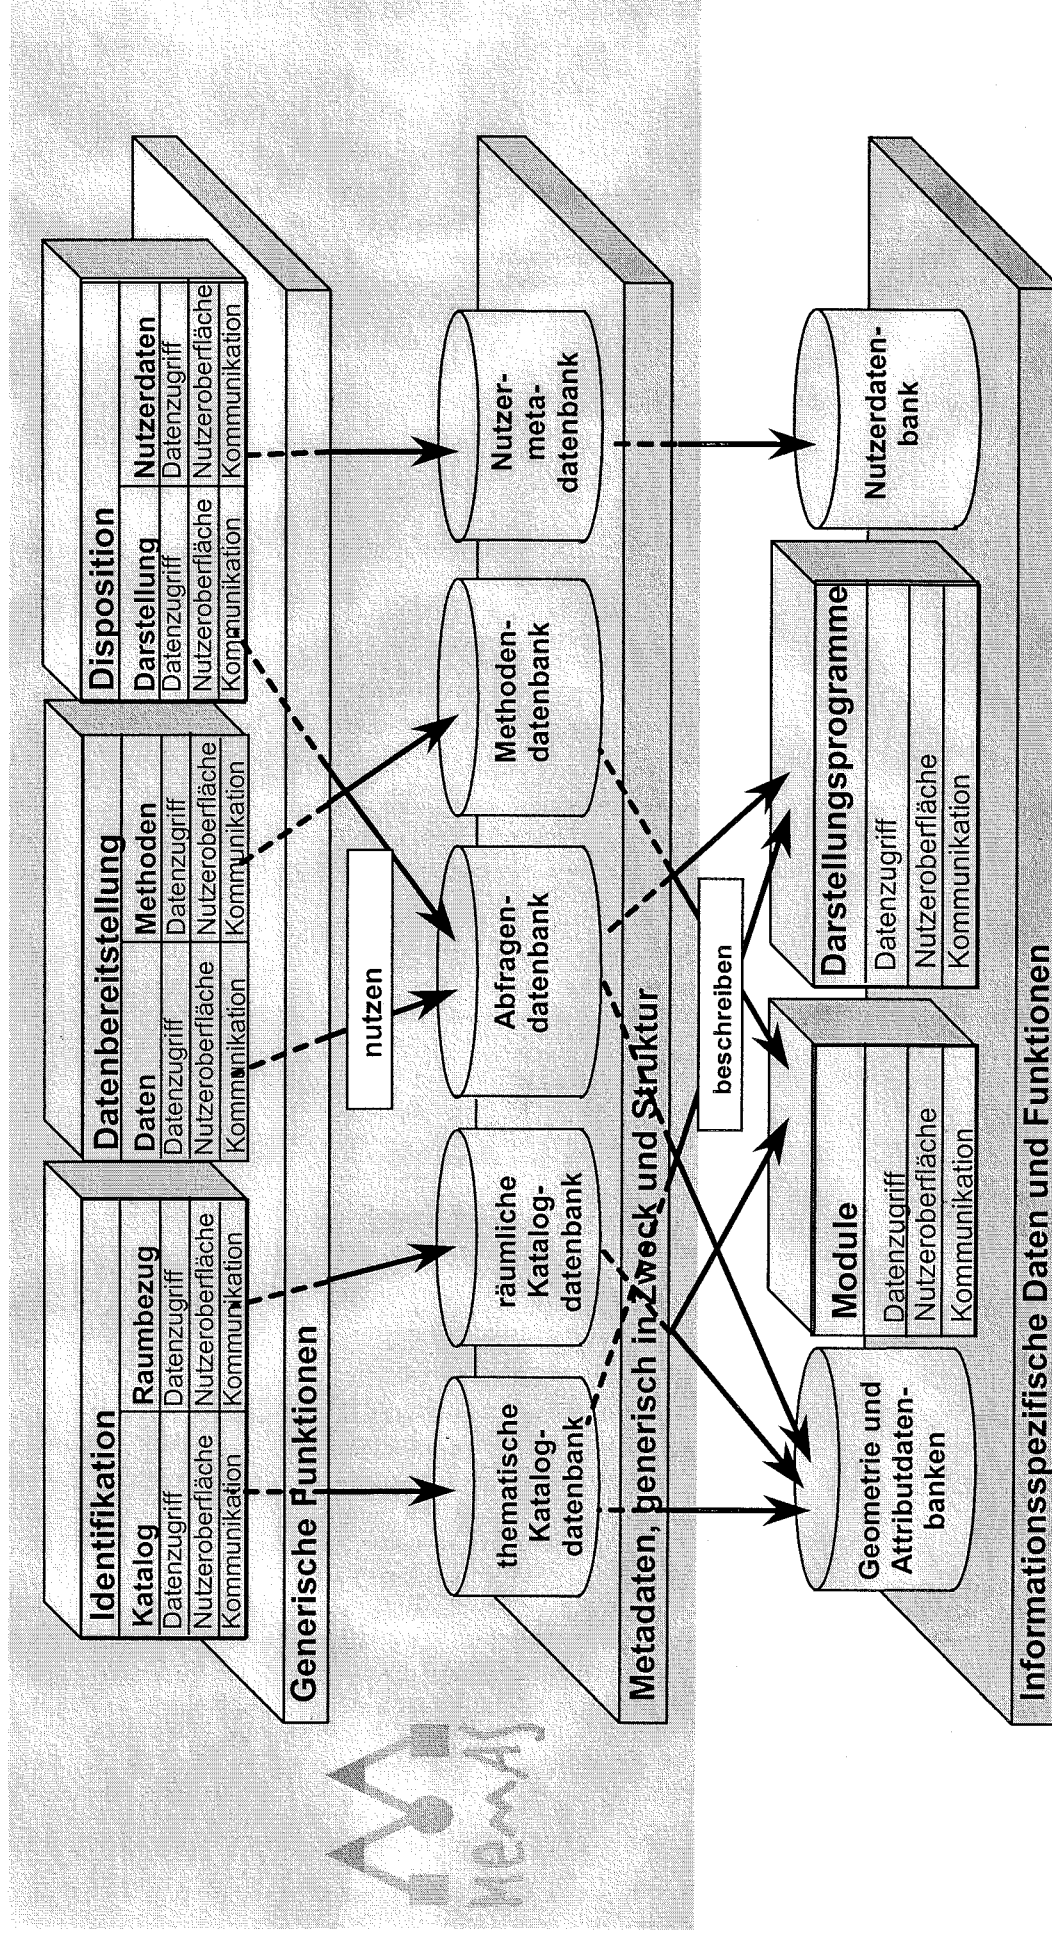 Identifikation
Katalog
Datenzugriff
Nutzeroberfläche
Kommunikation
Raumbezug
Datenzugriff
Nutzeroberfläche
Kommunikation
Datenbereitstellung
Daten
Datenzugriff
Nutzeroberfläche
Kommunikation
Methoden
Datenzugriff
Nutzeroberfläche
Kommunikation
Disposition
Darstellung
Datenzugriff
Nutzeroberfläche
Kommunikation
Nutzerdaten
Datenzugriff
Nutzeroberfläche
Kommunikation
Generische Funktionen
nutzen
thematische
Katalog-
datenbank
räumliche
Katalog-
datenbank
Abfragen-
datenbank
Methoden-
datenbank
Nutzer-
meta-
datenbank
Metadaten, generisch in Zweck und Struktur
beschreiben
Geometrie und
Attributdaten-
banken
Module
Datenzugriff
Nutzeroberfläche
Kommunikation
Darstellungsprogramme
Datenzugriff
Nutzeroberfläche
Kommunikation
Nutzerdaten-
bank
Informationsspezifische Daten und Funktionen
MemAS